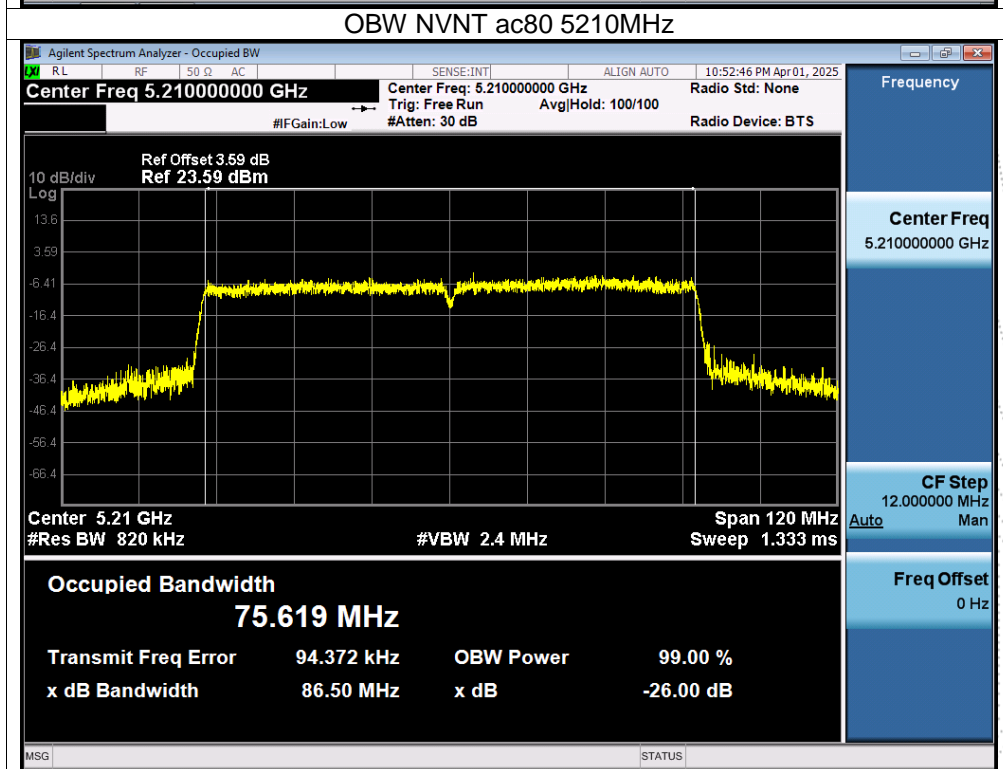 OBW NVNT ac80 5210MHz
Agilent Spectrum Analyzer - Occupied BW
LXI RL RF 50 Ω AC SENSE:INT ALIGN AUTO 10:52:46 PM Apr 01, 2025
Center Freq 5.210000000 GHz Center Freq: 5.210000000 GHz Radio Std: None
Trig: Free Run Avg|Hold: 100/100
#IFGain:Low #Atten: 30 dB Radio Device: BTS
Ref Offset 3.59 dB
10 dB/div Ref 23.59 dBm
Log
13.6
3.59
-6.41
-16.4
-26.4
-36.4
-46.4
-56.4
-66.4
Center 5.21 GHz Span 120 MHz
#Res BW 820 kHz #VBW 2.4 MHz Sweep 1.333 ms
Occupied Bandwidth
75.619 MHz
Transmit Freq Error 94.372 kHz OBW Power 99.00 %
x dB Bandwidth 86.50 MHz x dB -26.00 dB
MSG STATUS
Frequency
Center Freq
5.210000000 GHz
CF Step
12.000000 MHz
Auto Man
Freq Offset
0 Hz